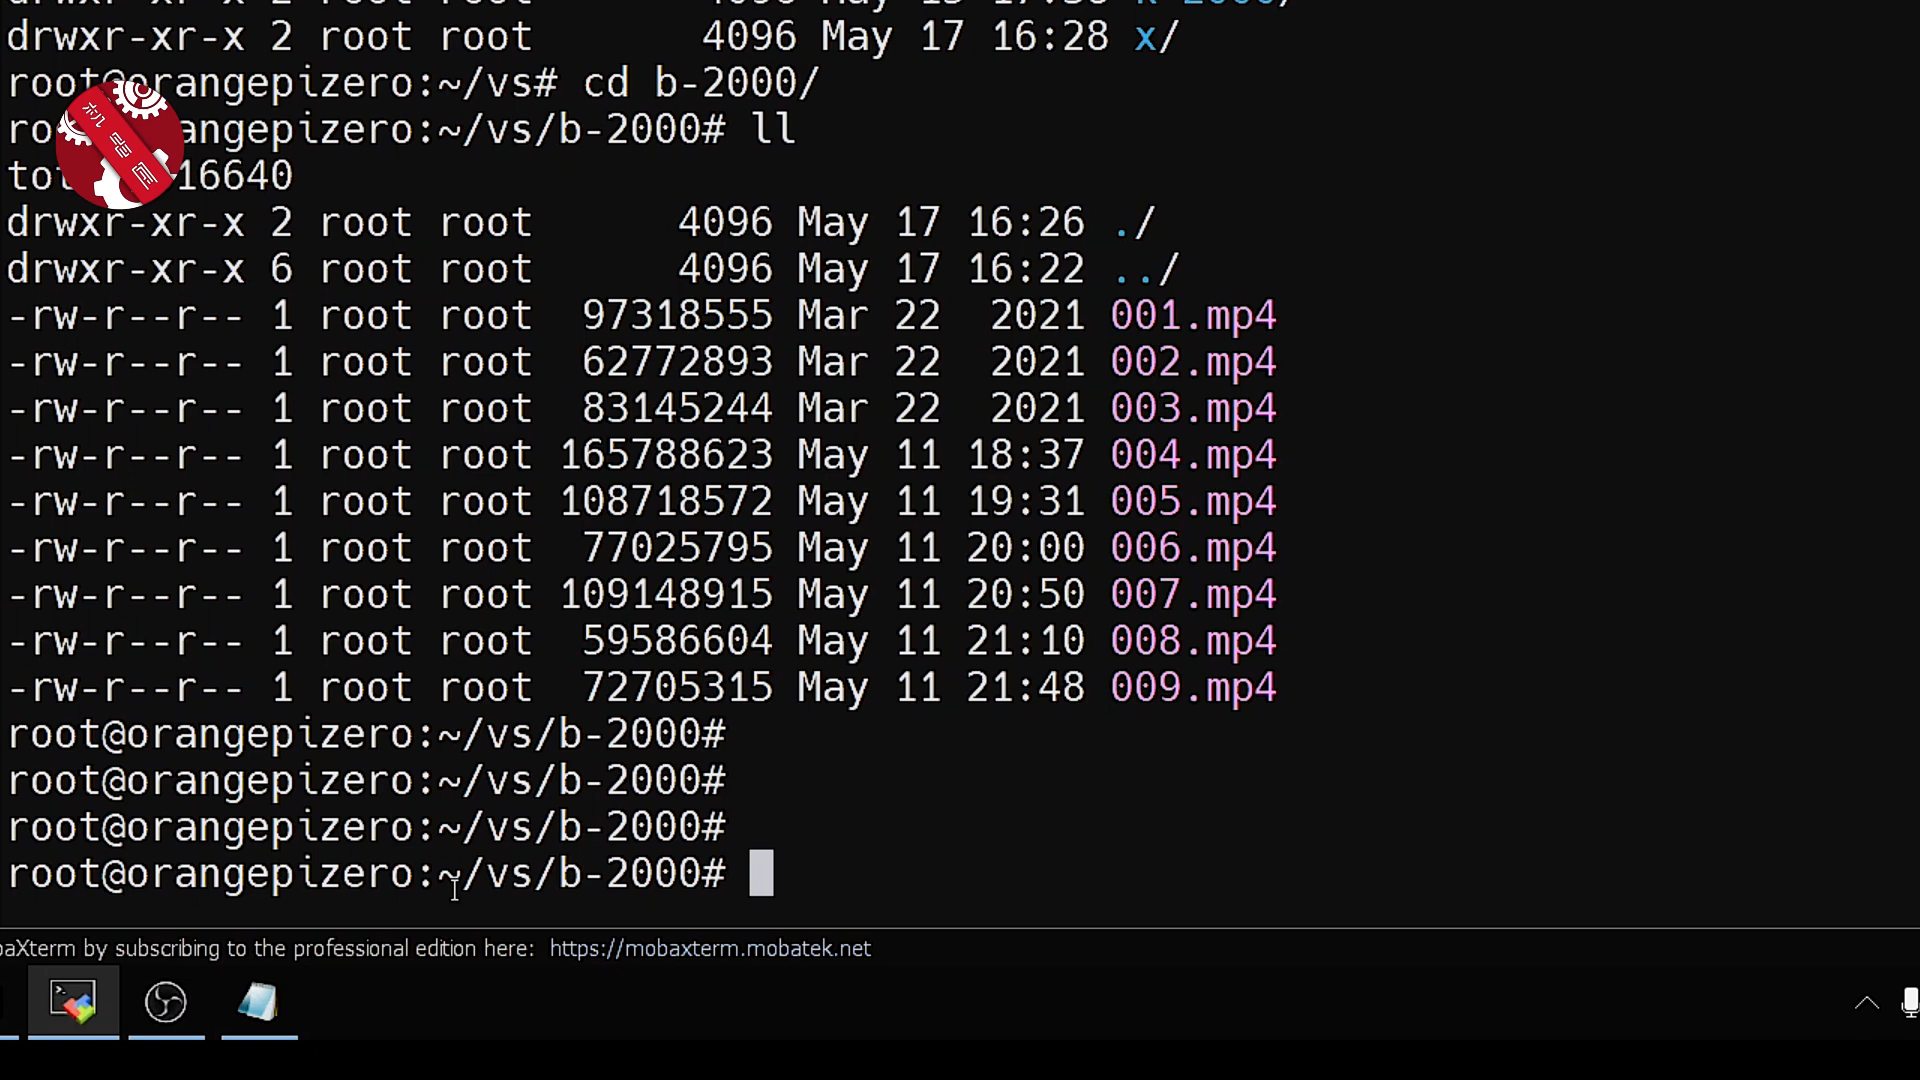 drwxr-xr-x 2 root root 4096 May 17 16:28 x/
root@orangepizero:~/vs# cd b-2000/
root@orangepizero:~/vs/b-2000# ll
total 16640
drwxr-xr-x 2 root root 4096 May 17 16:26 ./
drwxr-xr-x 6 root root 4096 May 17 16:22 ../
-rw-r--r-- 1 root root 97318555 Mar 22 2021 001.mp4
-rw-r--r-- 1 root root 62772893 Mar 22 2021 002.mp4
-rw-r--r-- 1 root root 83145244 Mar 22 2021 003.mp4
-rw-r--r-- 1 root root 165788623 May 11 18:37 004.mp4
-rw-r--r-- 1 root root 108718572 May 11 19:31 005.mp4
-rw-r--r-- 1 root root 77025795 May 11 20:00 006.mp4
-rw-r--r-- 1 root root 109148915 May 11 20:50 007.mp4
-rw-r--r-- 1 root root 59586604 May 11 21:10 008.mp4
-rw-r--r-- 1 root root 72705315 May 11 21:48 009.mp4
root@orangepizero:~/vs/b-2000#
root@orangepizero:~/vs/b-2000#
root@orangepizero:~/vs/b-2000#
root@orangepizero:~/vs/b-2000#
baXterm by subscribing to the professional edition here: https://mobaxterm.mobatek.net